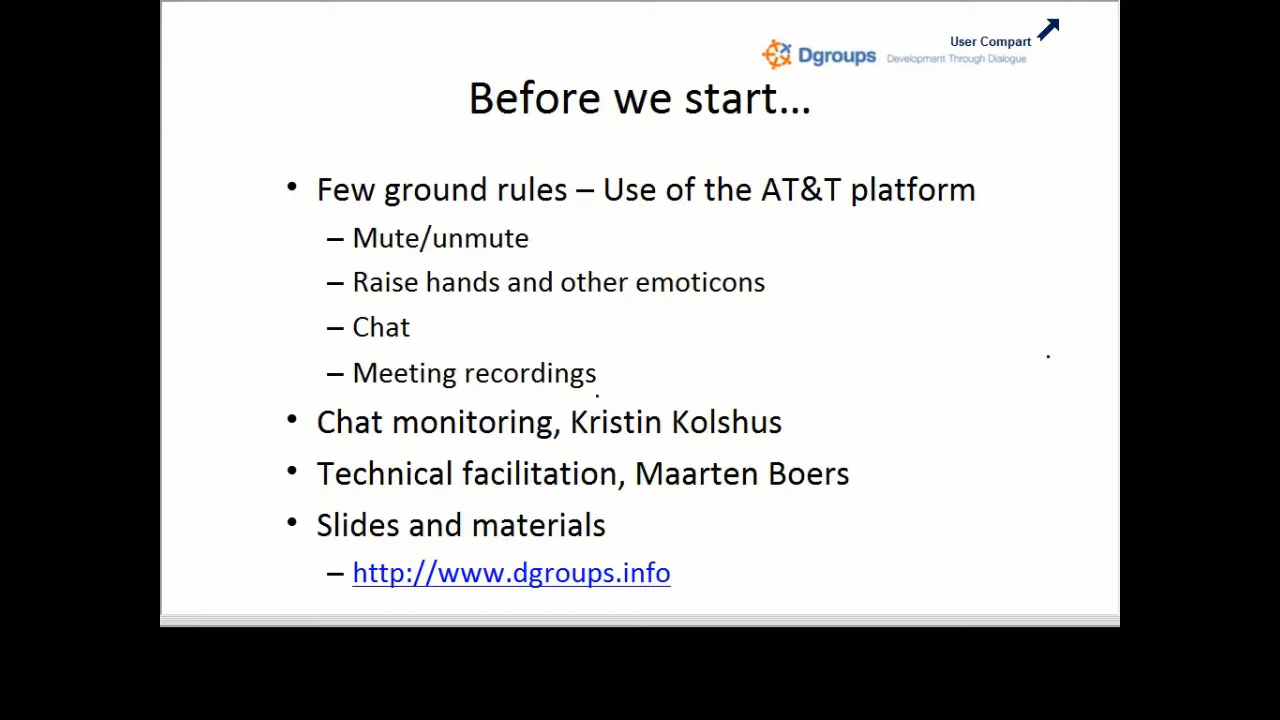 User Compart
Dgroups Development Through Dialogue
Before we start...
• Few ground rules – Use of the AT&T platform
– Mute/unmute
– Raise hands and other emoticons
– Chat
– Meeting recordings
• Chat monitoring, Kristin Kolshus
• Technical facilitation, Maarten Boers
• Slides and materials
– http://www.dgroups.info